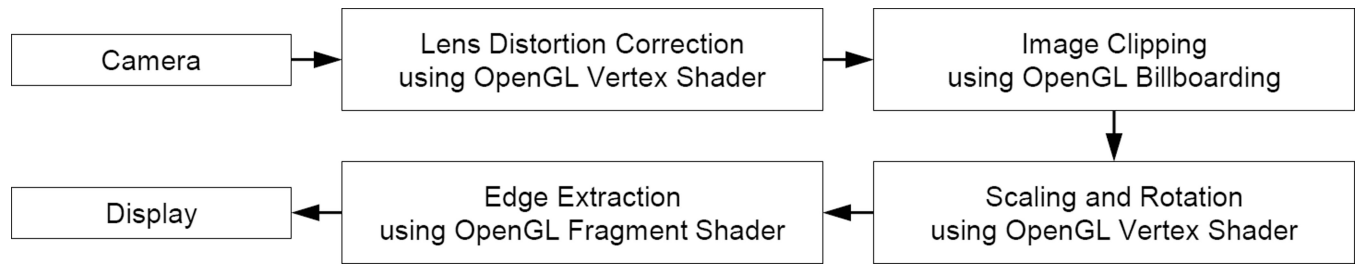 Camera
Lens Distortion Correction
using OpenGL Vertex Shader
Image Clipping
using OpenGL Billboarding
Scaling and Rotation
using OpenGL Vertex Shader
Edge Extraction
using OpenGL Fragment Shader
Display